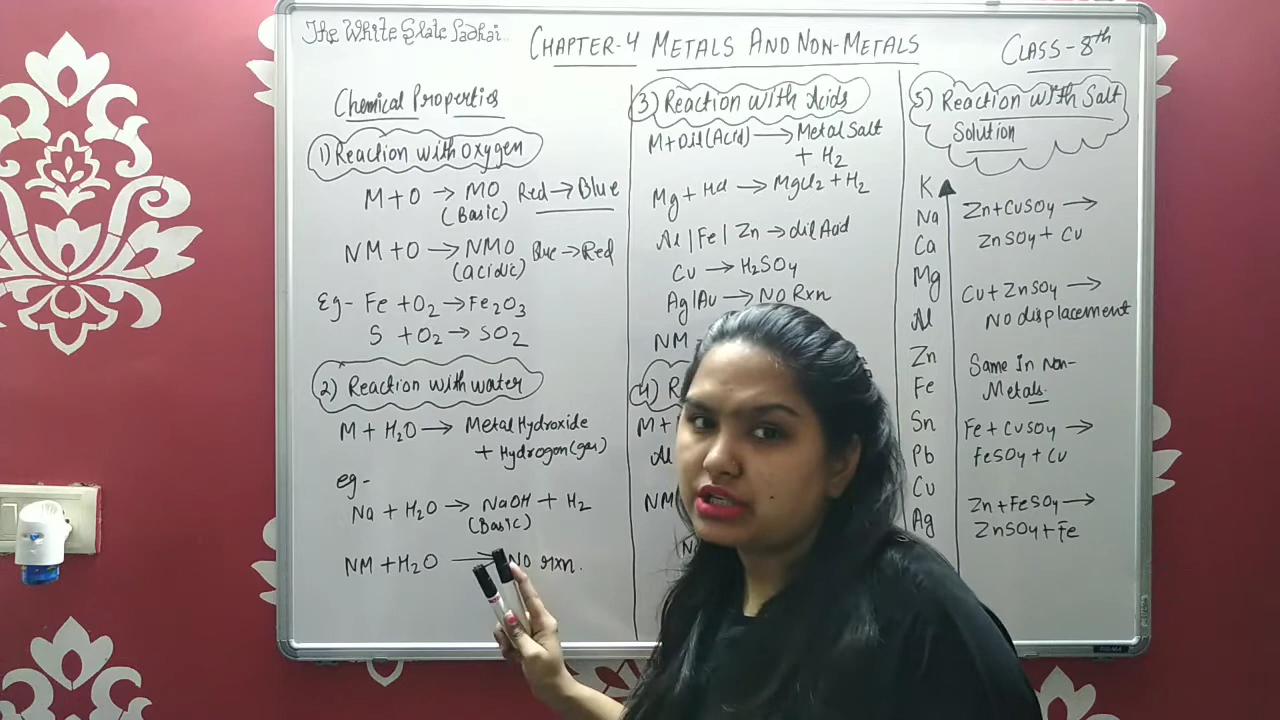 The White Slate Padhai..
CHAPTER-4 METALS AND NON-METALS
CLASS-8th
Chemical Properties
1) Reaction with oxygen
M + O → MO Red → Blue
(Basic)
NM + O → NMO Blue → Red
(acidic)
Eg- Fe + O2 → Fe2O3
S + O2 → SO2
2) Reaction with water
M + H2O → Metal Hydroxide
+ Hydrogen (gas)
eg-
Na + H2O → NaOH + H2
(Basic)
NM + H2O → No rxn.
3) Reaction with Acids
M + Dil (Acid) → Metal Salt
+ H2
Mg + Hcl → Mgcl2 + H2
Al | Fe | Zn → dil Acid
Cu → H2SO4
Ag | Au → NO Rxn
NM
4) R
M +
Al
NM
5) Reaction with Salt
Solution
K
Na
Ca
Mg
Al
Zn
Fe
Sn
Pb
Cu
Ag
Zn + CuSO4 →
ZnSO4 + Cu
Cu + ZnSO4 →
No displacement
Same In Non-
Metals.
Fe + CuSO4 →
FeSO4 + Cu
Zn + FeSO4 →
ZnSO4 + Fe
SIGMA